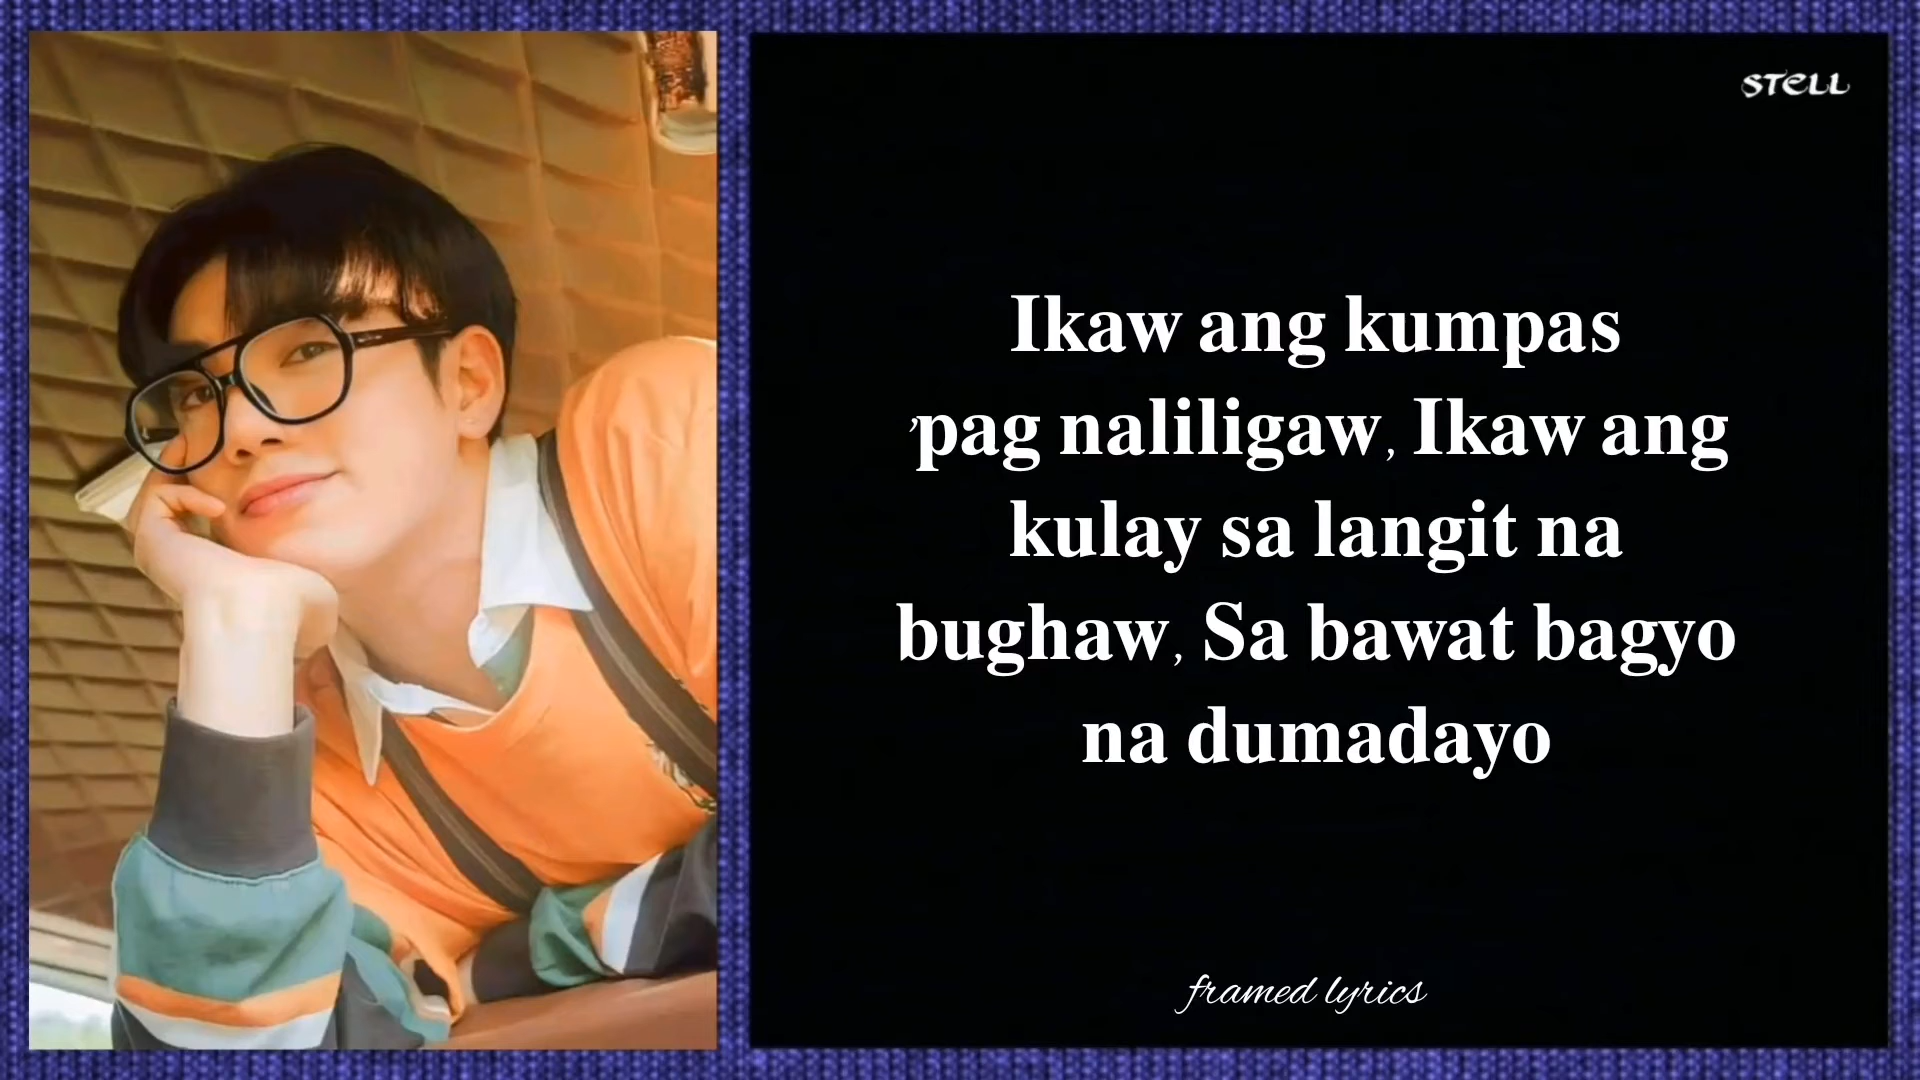 STELL
Ikaw ang kumpas
'pag naliligaw, Ikaw ang
kulay sa langit na
bughaw, Sa bawat bagyo
na dumadayo
framed lyrics